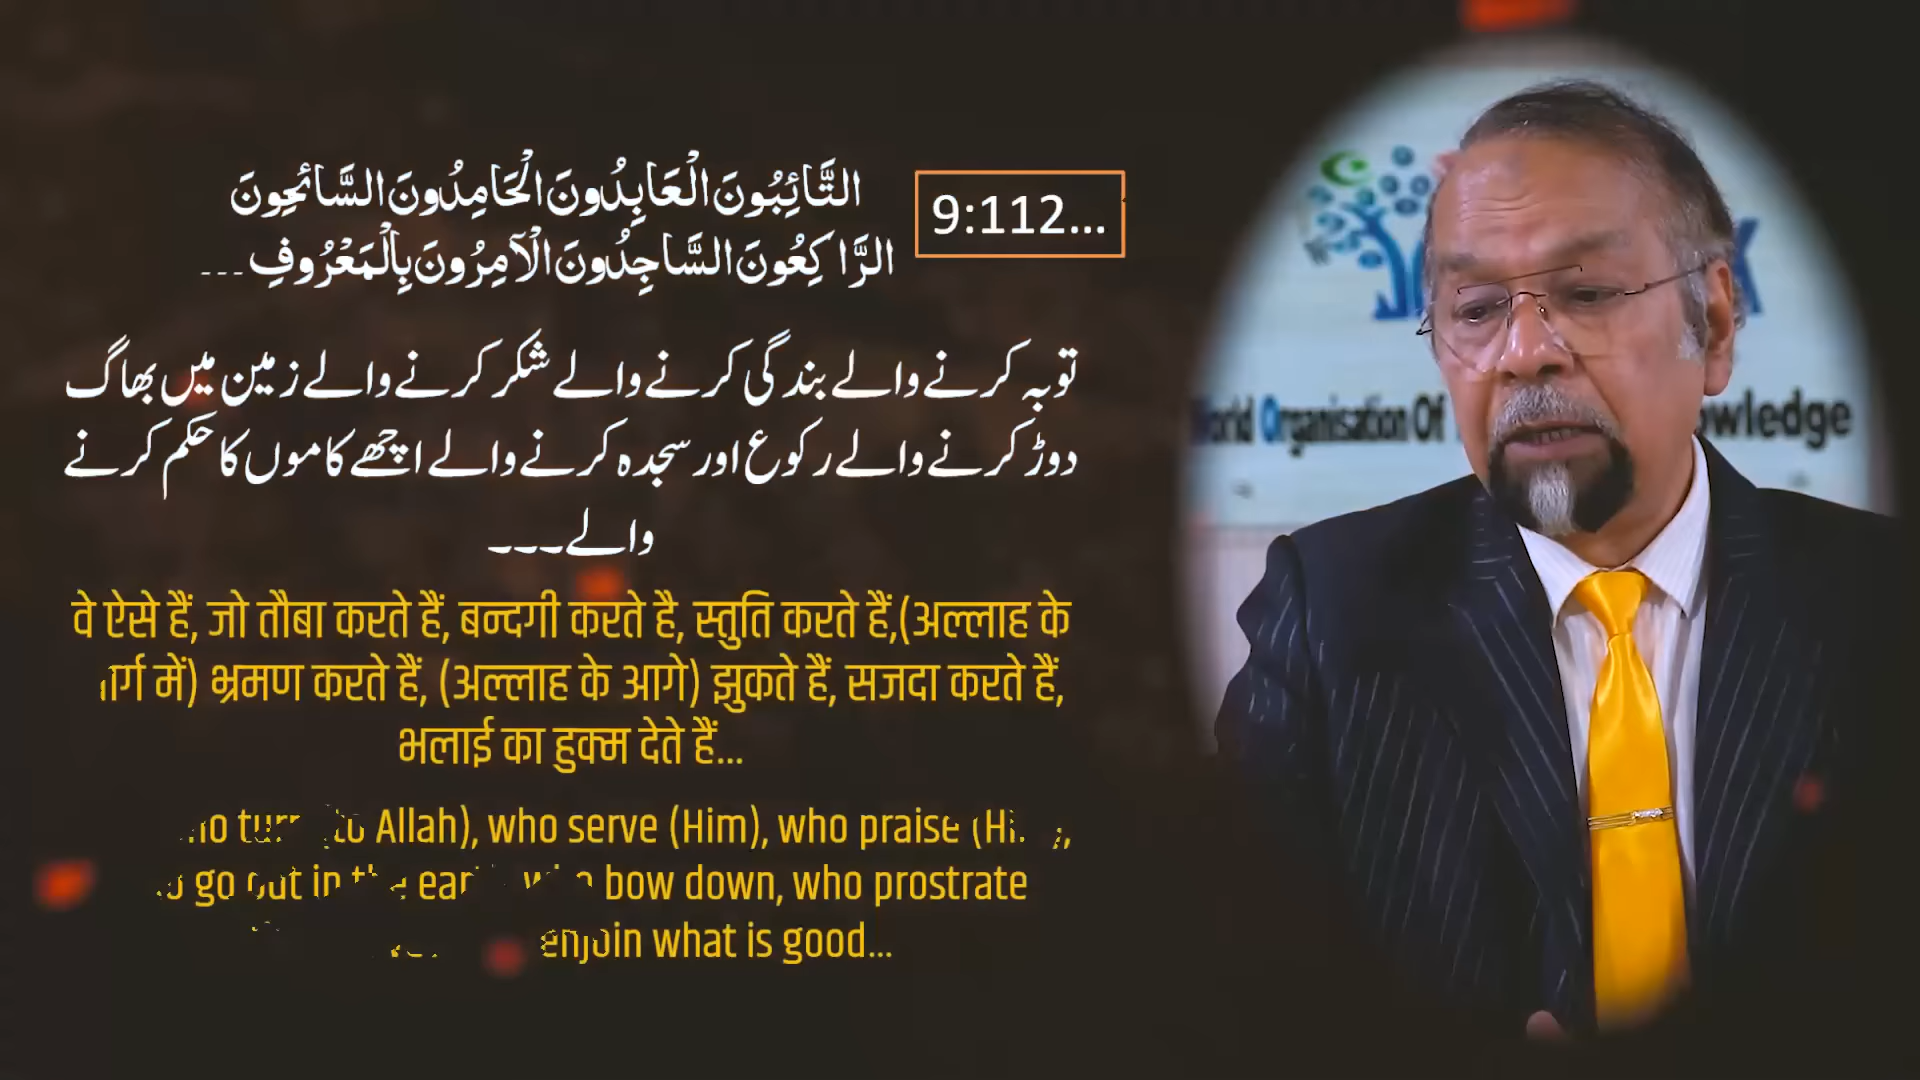 التَّائِبُونَ الْعَابِدُونَ الْحَامِدُونَ السَّائِحُونَ
الرَّاكِعُونَ السَّاجِدُونَ الْآمِرُونَ بِالْمَعْرُوفِ ...
9:112...
توبہ کرنے والے بندگی کرنے والے شکر کرنے والے زمین میں بھاگ
دوڑ کرنے والے رکوع اور سجدہ کرنے والے اچھے کاموں کا حکم کرنے
والے۔۔۔
वे ऐसे हैं, जो तौबा करते हैं, बन्दगी करते है, स्तुति करते हैं,(अल्लाह के
में) भ्रमण करते हैं, (अल्लाह के आगे) झुकते हैं, सजदा करते हैं,
भलाई का हुक्म देते हैं...
Allah), who serve (Him), who praise
go out in bow down, who prostrate
enjoin what is good...
Organisation Of